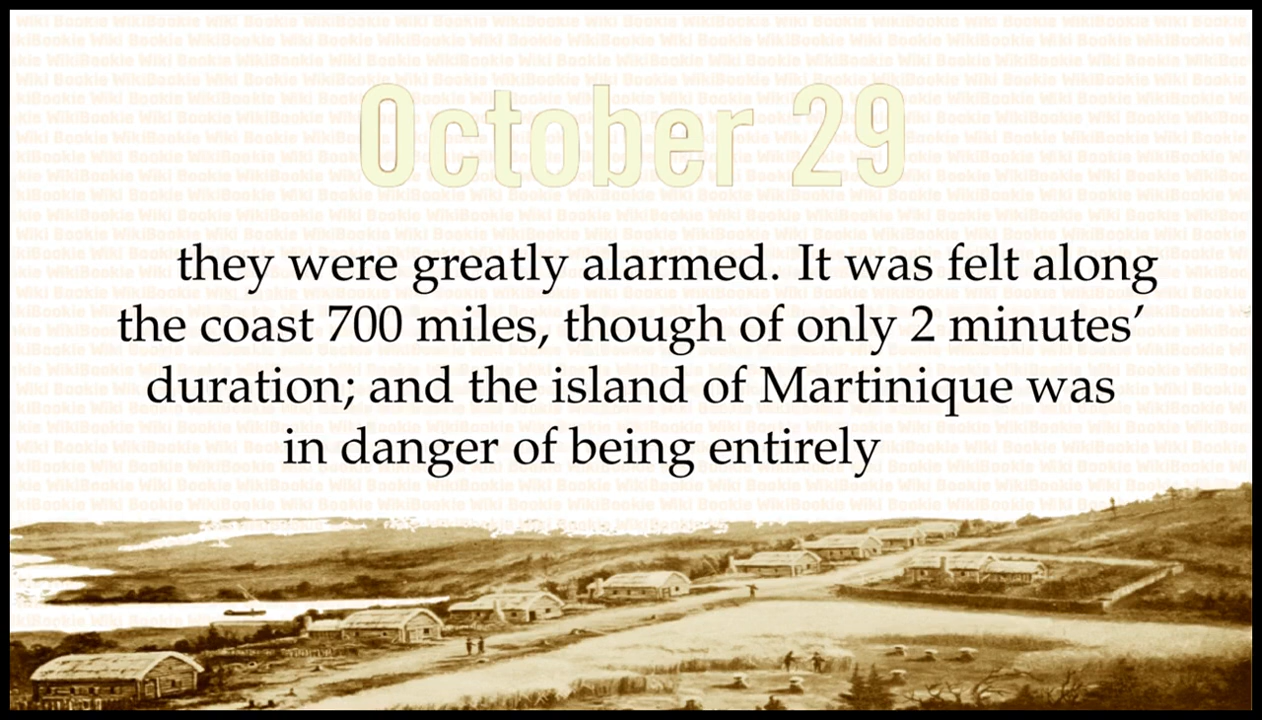 October 29
they were greatly alarmed. It was felt along
the coast 700 miles, though of only 2 minutes’
duration; and the island of Martinique was
in danger of being entirely